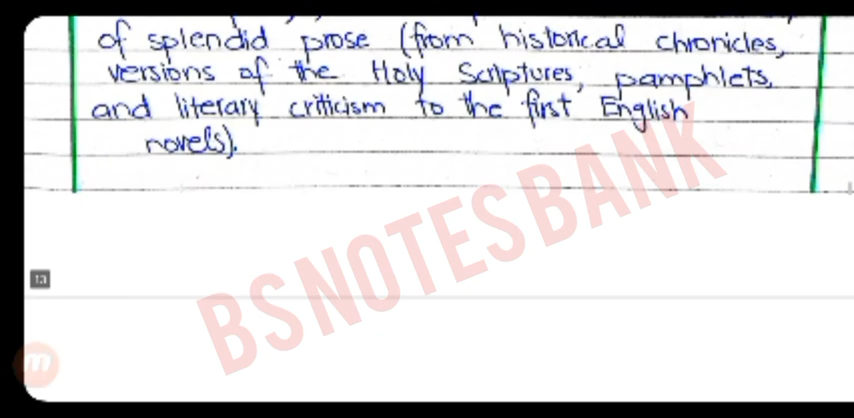 of splendid prose (from historical chronicles,
versions of the Holy Scriptures, pamphlets,
and literary criticism to the first English
novels).
BSNOTESBANK
13
m